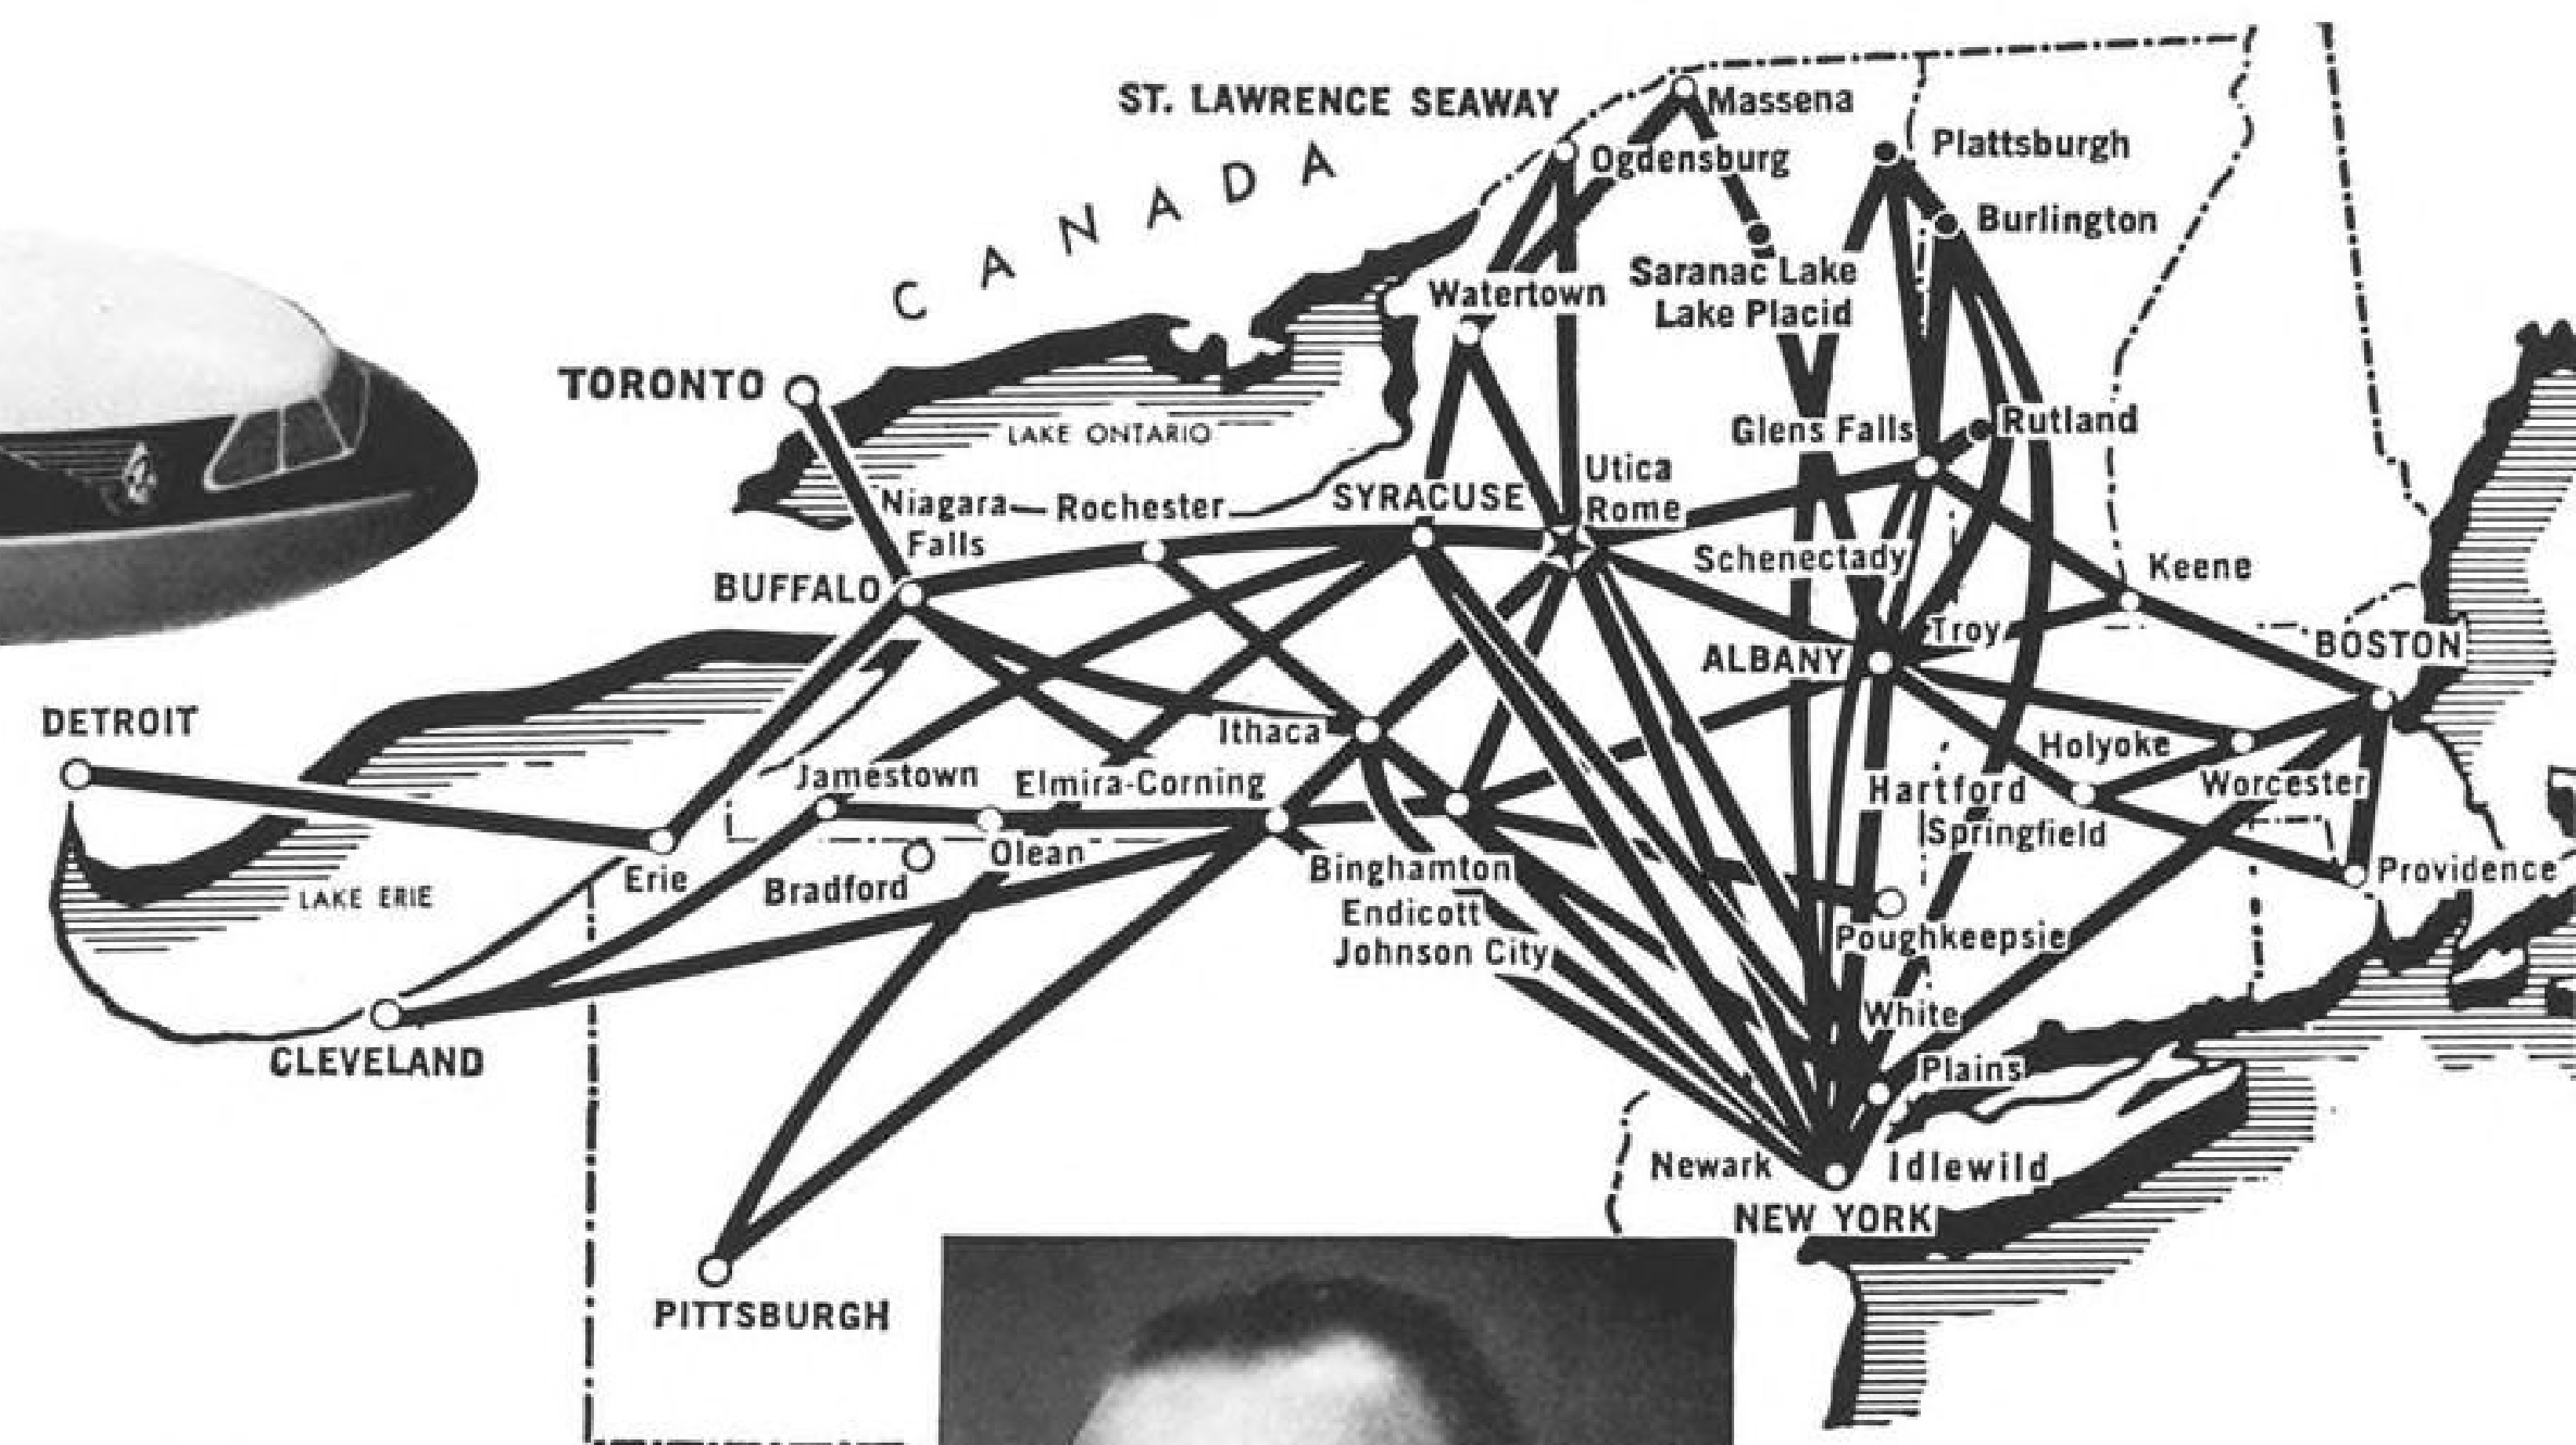 ST. LAWRENCE SEAWAY
Massena
Ogdensburg
Plattsburgh
Burlington
CANADA
Watertown
Saranac Lake
Lake Placid
TORONTO
LAKE ONTARIO
Glens Falls
Rutland
Niagara
Falls
Rochester
SYRACUSE
Utica
Rome
Schenectady
Keene
BUFFALO
Troy
ALBANY
BOSTON
DETROIT
Ithaca
Holyoke
Jamestown
Elmira-Corning
Hartford
Springfield
Worcester
Olean
Erie
Bradford
LAKE ERIE
Binghamton
Endicott
Johnson City
Providence
Poughkeepsie
White
Plains
CLEVELAND
Newark
Idlewild
NEW YORK
PITTSBURGH